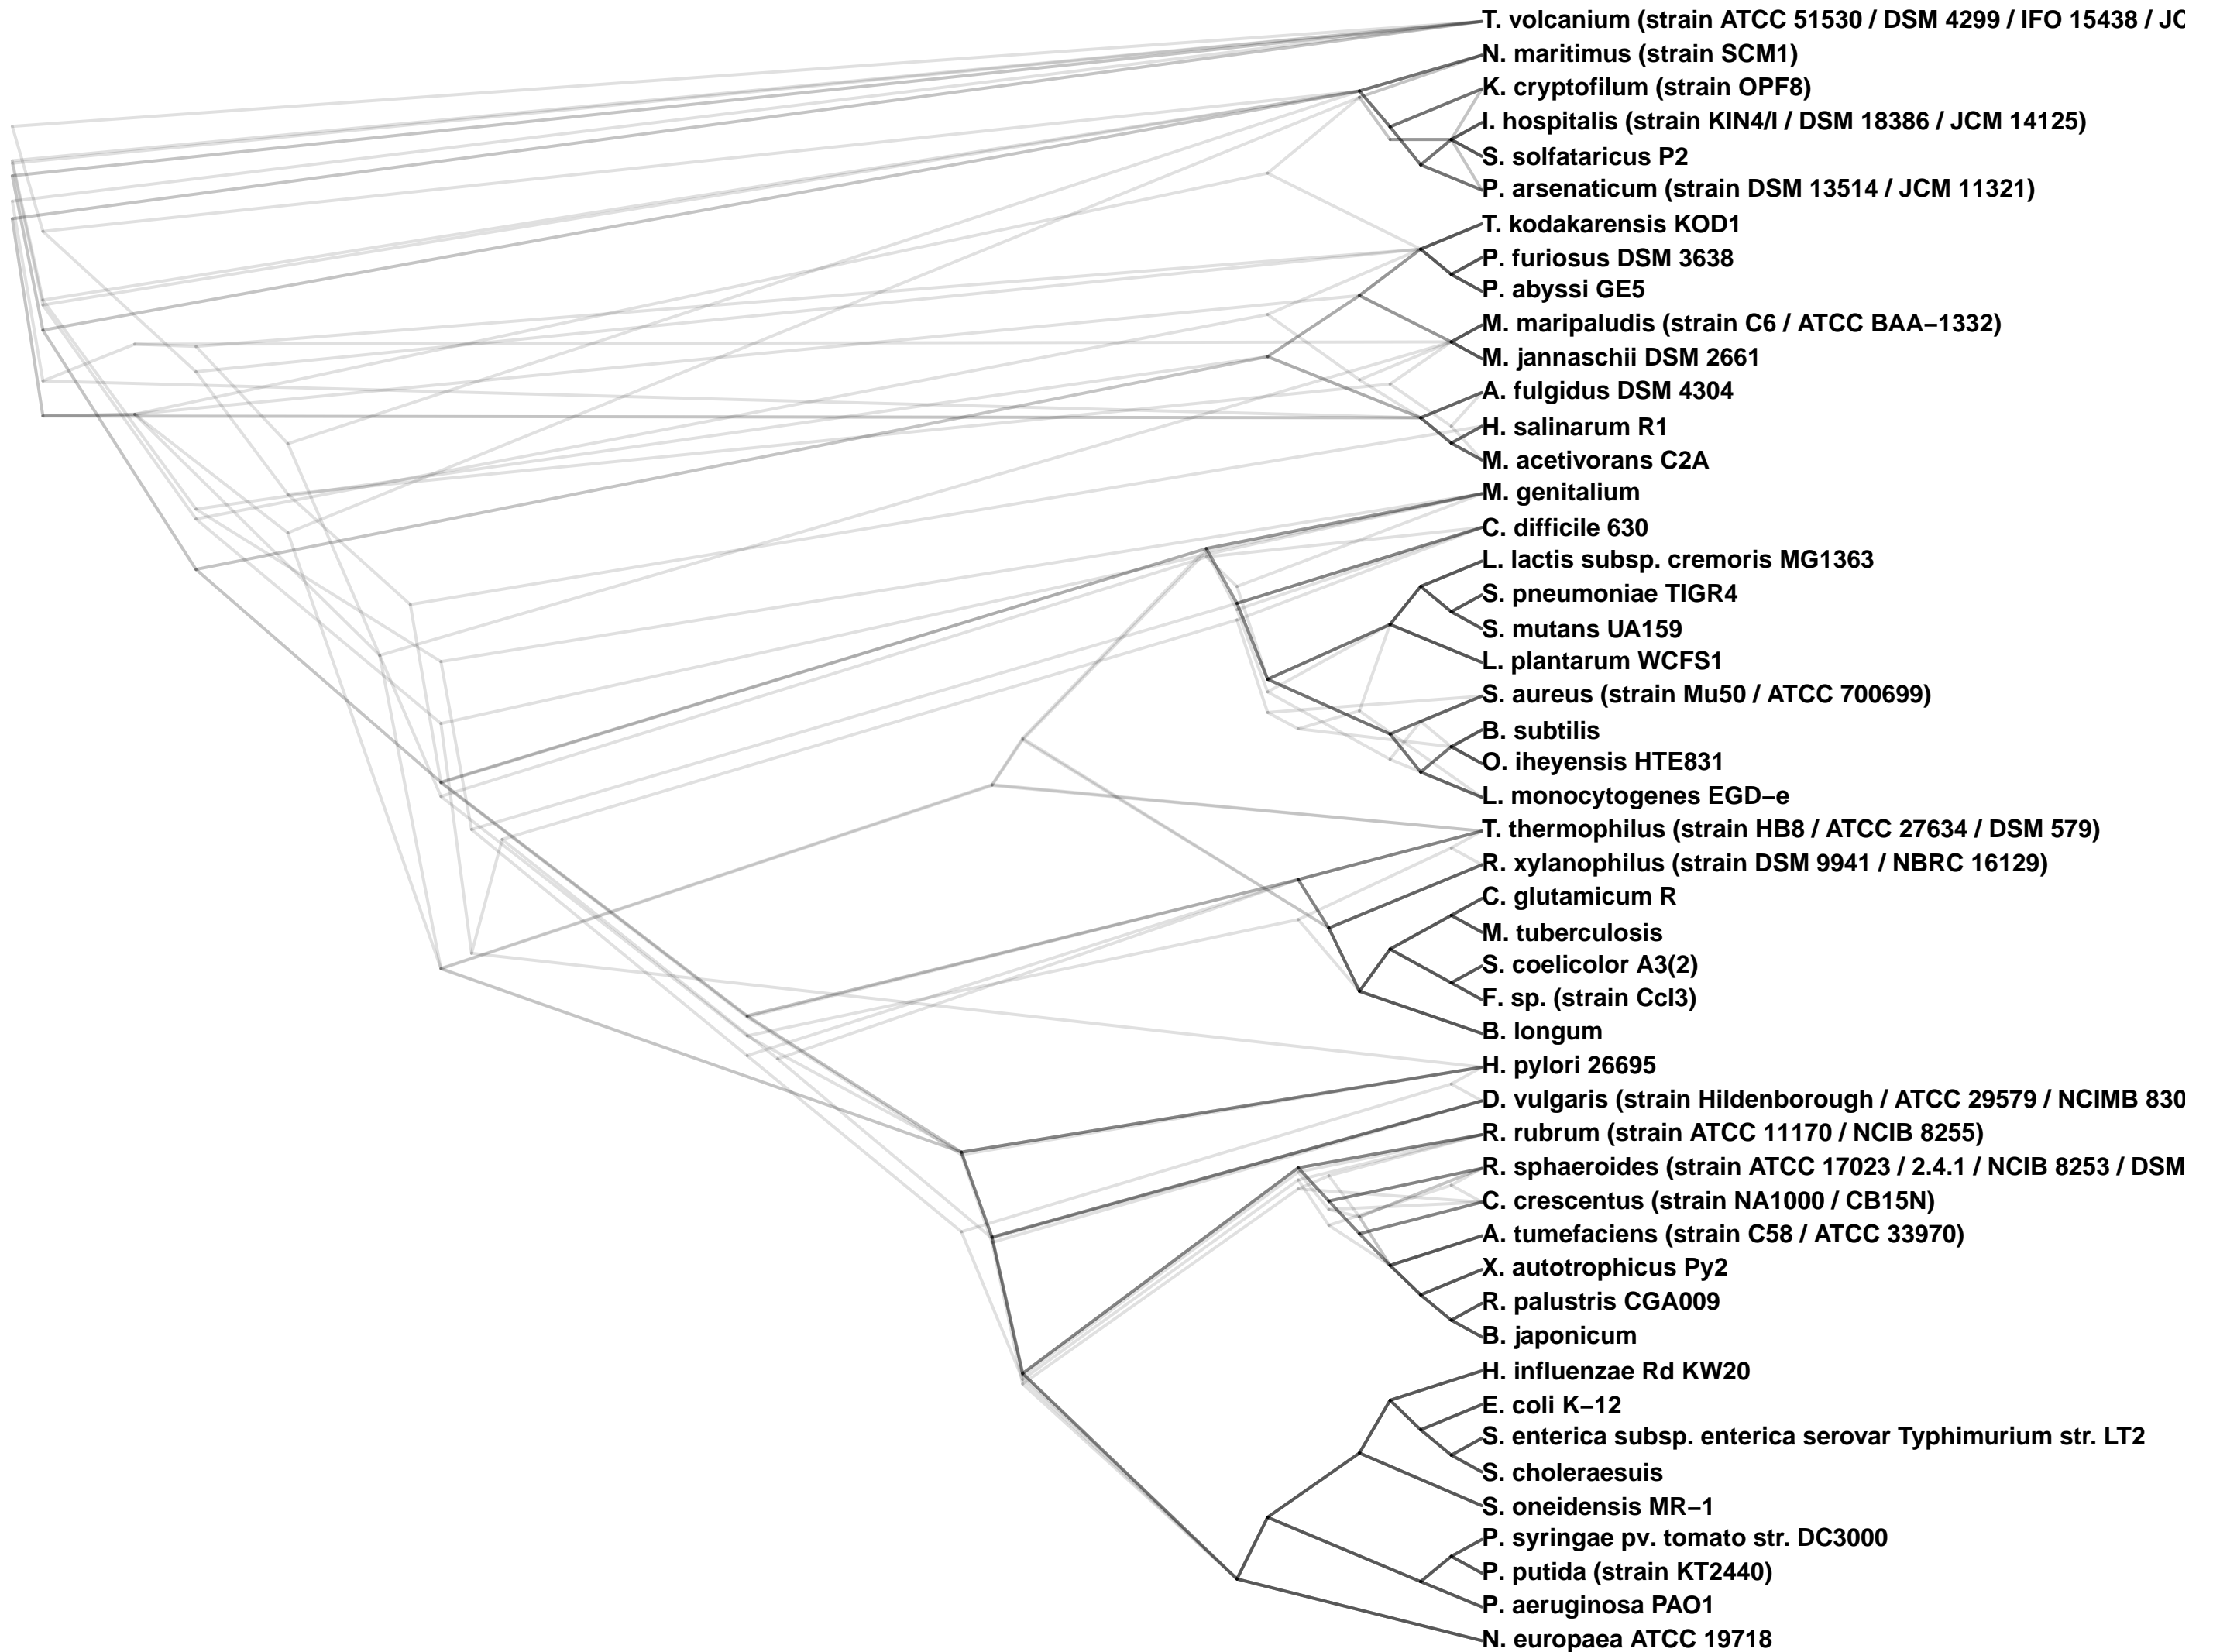 T. volcanium (strain ATCC 51530 / DSM 4299 / IFO 15438 / JC
N. maritimus (strain SCM1)
K. cryptofilum (strain OPF8)
I. hospitalis (strain KIN4/I / DSM 18386 / JCM 14125)
S. solfataricus P2
P. arsenaticum (strain DSM 13514 / JCM 11321)
T. kodakarensis KOD1
P. furiosus DSM 3638
P. abyssi GE5
M. maripaludis (strain C6 / ATCC BAA−1332)
M. jannaschii DSM 2661
A. fulgidus DSM 4304
H. salinarum R1
M. acetivorans C2A
M. genitalium
C. difficile 630
L. lactis subsp. cremoris MG1363
S. pneumoniae TIGR4
S. mutans UA159
L. plantarum WCFS1
S. aureus (strain Mu50 / ATCC 700699)
B. subtilis
O. iheyensis HTE831
L. monocytogenes EGD−e
T. thermophilus (strain HB8 / ATCC 27634 / DSM 579)
R. xylanophilus (strain DSM 9941 / NBRC 16129)
C. glutamicum R
M. tuberculosis
S. coelicolor A3(2)
F. sp. (strain CcI3)
B. longum
H. pylori 26695
D. vulgaris (strain Hildenborough / ATCC 29579 / NCIMB 830
R. rubrum (strain ATCC 11170 / NCIB 8255)
R. sphaeroides (strain ATCC 17023 / 2.4.1 / NCIB 8253 / DSM
C. crescentus (strain NA1000 / CB15N)
A. tumefaciens (strain C58 / ATCC 33970)
X. autotrophicus Py2
R. palustris CGA009
B. japonicum
H. influenzae Rd KW20
E. coli K−12
S. enterica subsp. enterica serovar Typhimurium str. LT2
S. choleraesuis
S. oneidensis MR−1
P. syringae pv. tomato str. DC3000
P. putida (strain KT2440)
P. aeruginosa PAO1
N. europaea ATCC 19718